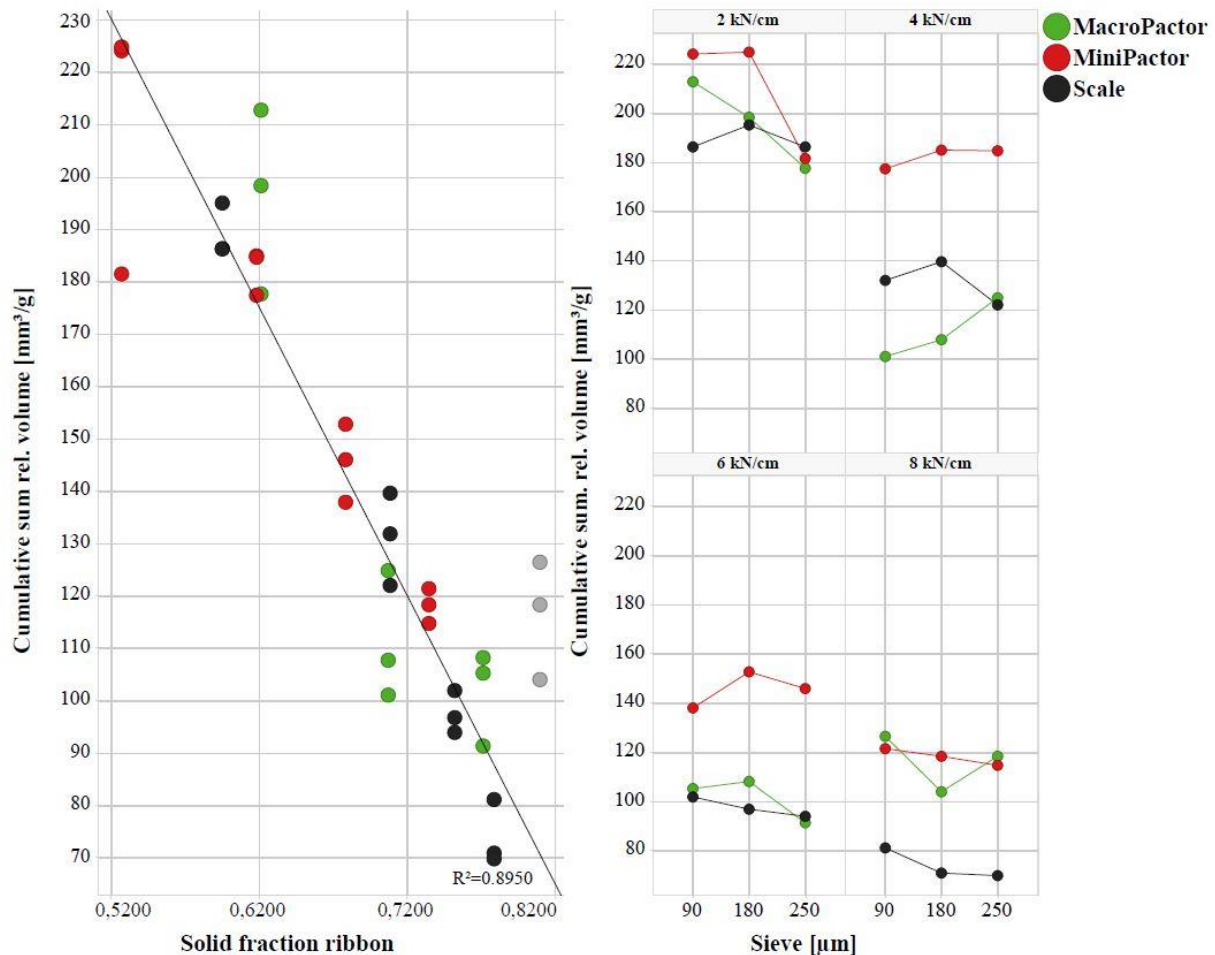 230
220
210
200
190
180
170
160
150
140
130
120
110
100
90
80
70
Cumulative sum rel. volume [mm³/g]
R²=0.8950
0,5200 0,6200 0,7200 0,8200
Solid fraction ribbon
2 kN/cm 4 kN/cm
220
200
180
160
140
120
100
80
6 kN/cm 8 kN/cm
220
200
180
160
140
120
100
80
Cumulative sum. rel. volume [mm³/g]
90 180 250 90 180 250
Sieve [µm]
MacroPactor
MiniPactor
Scale